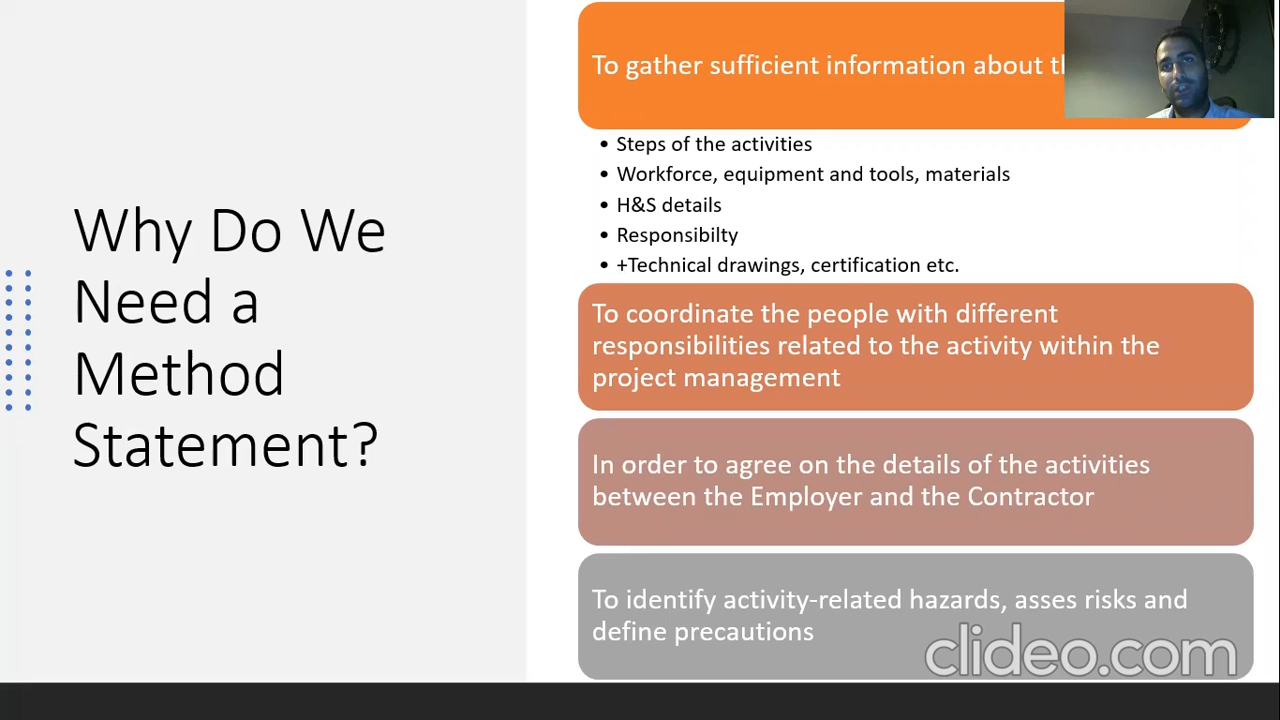 Why Do We
Need a
Method
Statement?
To gather sufficient information about
• Steps of the activities
• Workforce, equipment and tools, materials
• H&S details
• Responsibilty
• +Technical drawings, certification etc.
To coordinate the people with different
responsibilities related to the activity within the
project management
In order to agree on the details of the activities
between the Employer and the Contractor
To identify activity-related hazards, asses risks and
define precautions
clideo.com